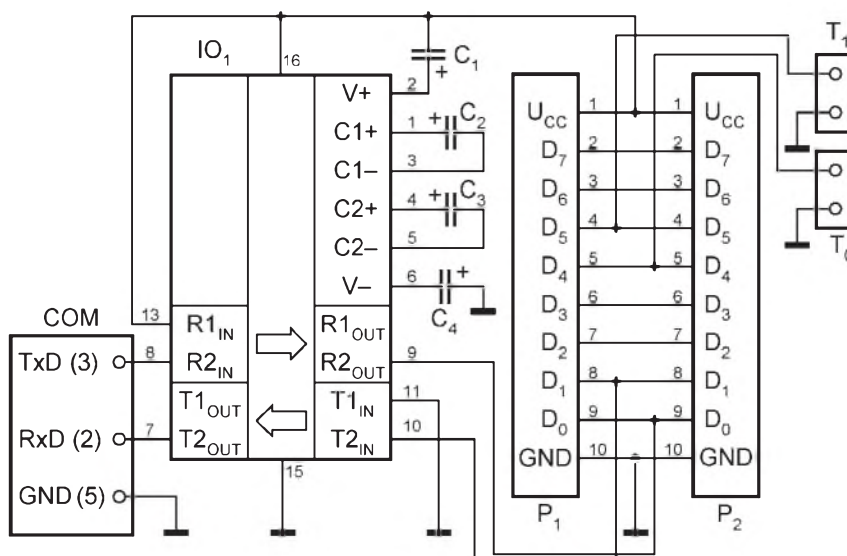 IO1
16
C1
V+ 2
C1+ 1
C2
C1– 3
C2+ 4
C3
C2– 5
V– 6
C4
13 R1IN
R1OUT
COM
TxD (3) 8 R2IN
R2OUT 9
T1OUT
T1IN 11
RxD (2) 7 T2OUT
T2IN 10
GND (5)
15
UCC 1 1 UCC
D7 2 2 D7
D6 3 3 D6
D5 4 4 D5
D4 5 5 D4
D3 6 6 D3
D2 7 7 D2
D1 8 8 D1
D0 9 9 D0
GND 10 10 GND
P1
P2
T1
T0